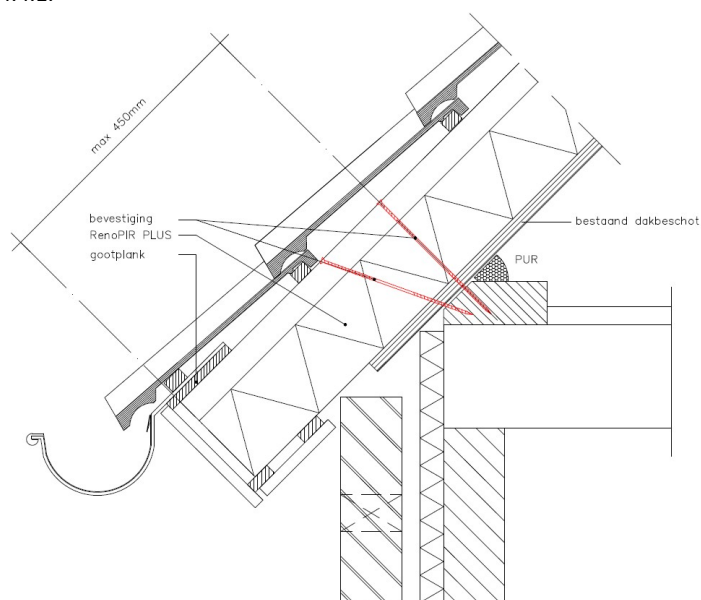 max 450mm
bevestiging
RenoPIR PLUS
gootplank
bestaand dakbeschot
PUR